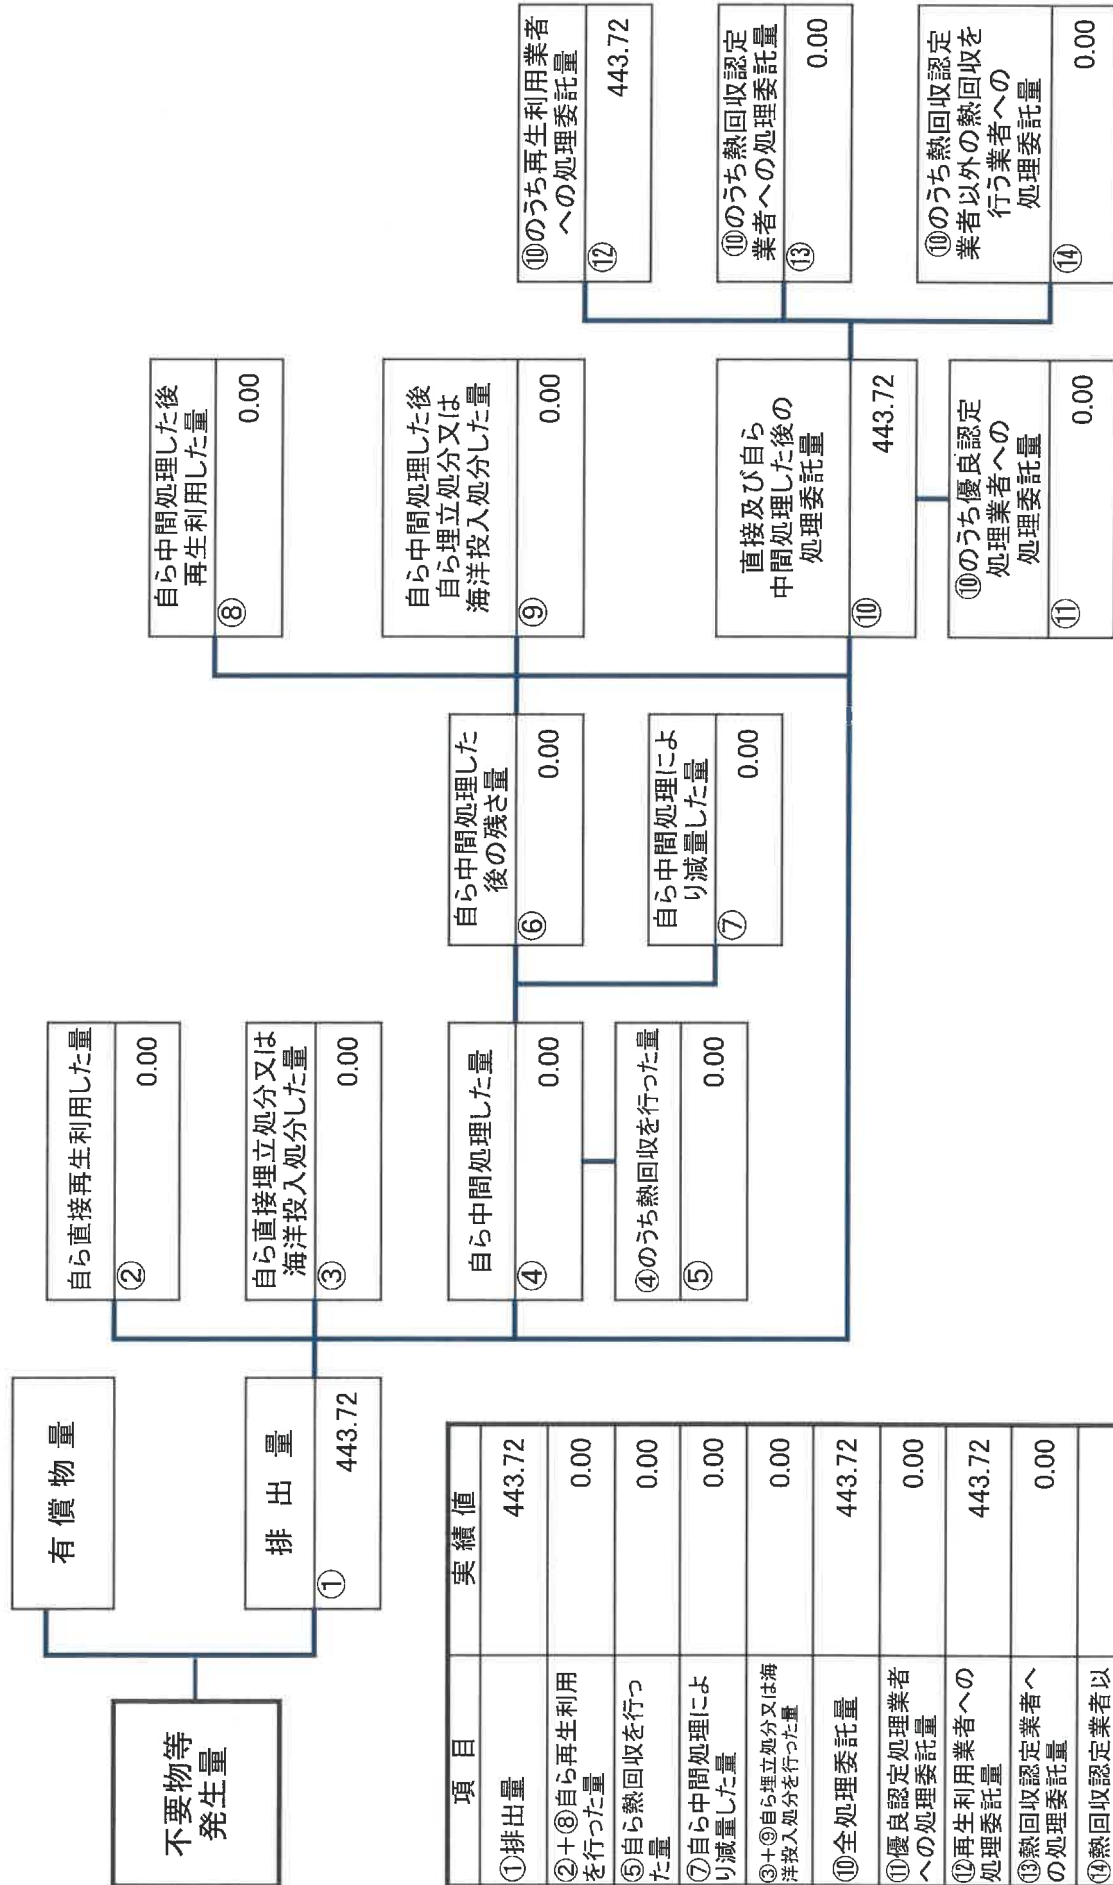 不要物等
発生量
有償物量
排出量
① 443.72
自ら直接再生利用した量
② 0.00
自ら直接埋立処分又は
海洋投入処分した量
③ 0.00
自ら中間処理した量
④ 0.00
④のうち熱回収を行った量
⑤ 0.00
自ら中間処理した
後の残さ量
⑥ 0.00
自ら中間処理によ
り減量した量
⑦ 0.00
自ら中間処理した後
再生利用した量
⑧ 0.00
自ら中間処理した後
自ら埋立処分又は
海洋投入処分した量
⑨ 0.00
直接及び自ら
中間処理した後の
処理委託量
⑩ 443.72
⑩のうち優良認定
処理業者への
処理委託量
⑪ 0.00
⑩のうち再生利用業者
への処理委託量
⑫ 443.72
⑩のうち熱回収認定
業者への処理委託量
⑬ 0.00
⑩のうち熱回収認定
業者以外の熱回収を
行う業者への
処理委託量
⑭ 0.00
項目 実績値
①排出量 443.72
②+⑧自ら再生利用
を行った量 0.00
⑤自ら熱回収を行っ
た量 0.00
⑦自ら中間処理によ
り減量した量 0.00
③+⑨自ら埋立処分又は海
洋投入処分を行った量 0.00
⑩全処理委託量 443.72
⑪優良認定処理業者
への処理委託量 0.00
⑫再生利用業者への
処理委託量 443.72
⑬熱回収認定業者へ
の処理委託量 0.00
⑭熱回収認定業者以